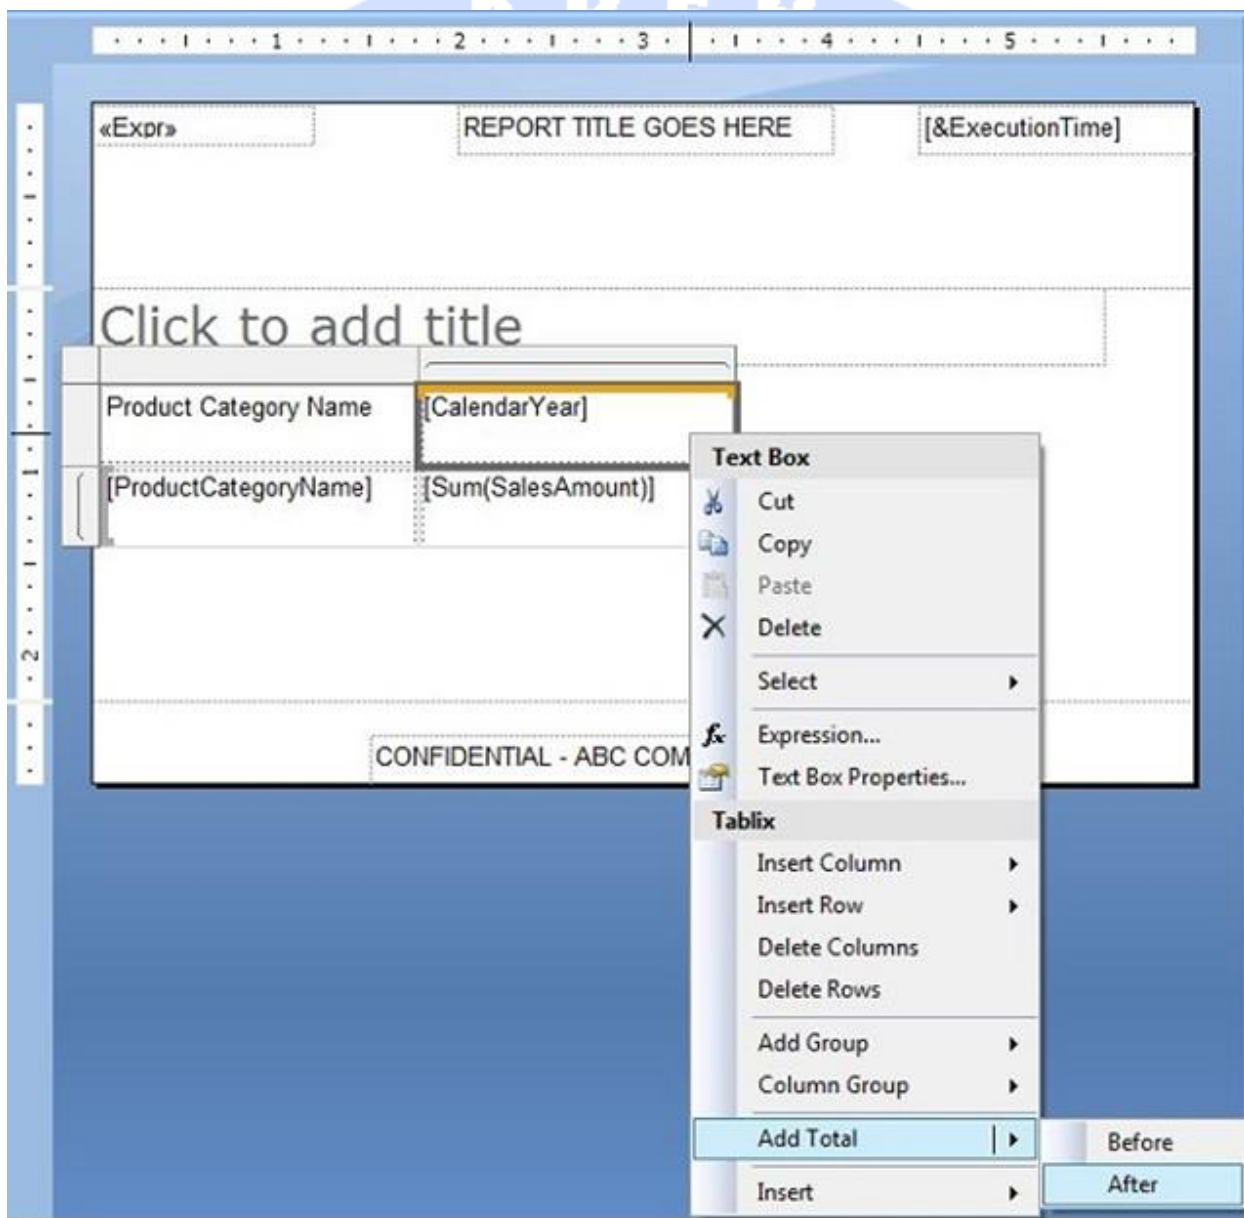 1 2 3 4 5
«Expr» REPORT TITLE GOES HERE [&ExecutionTime]
Click to add title
Product Category Name [CalendarYear]
[ProductCategoryName] [Sum(SalesAmount)]
1
2
CONFIDENTIAL - ABC COM
Text Box
Cut
Copy
Paste
Delete
Select
fx Expression...
Text Box Properties...
Tablix
Insert Column
Insert Row
Delete Columns
Delete Rows
Add Group
Column Group
Add Total
Before
After
Insert